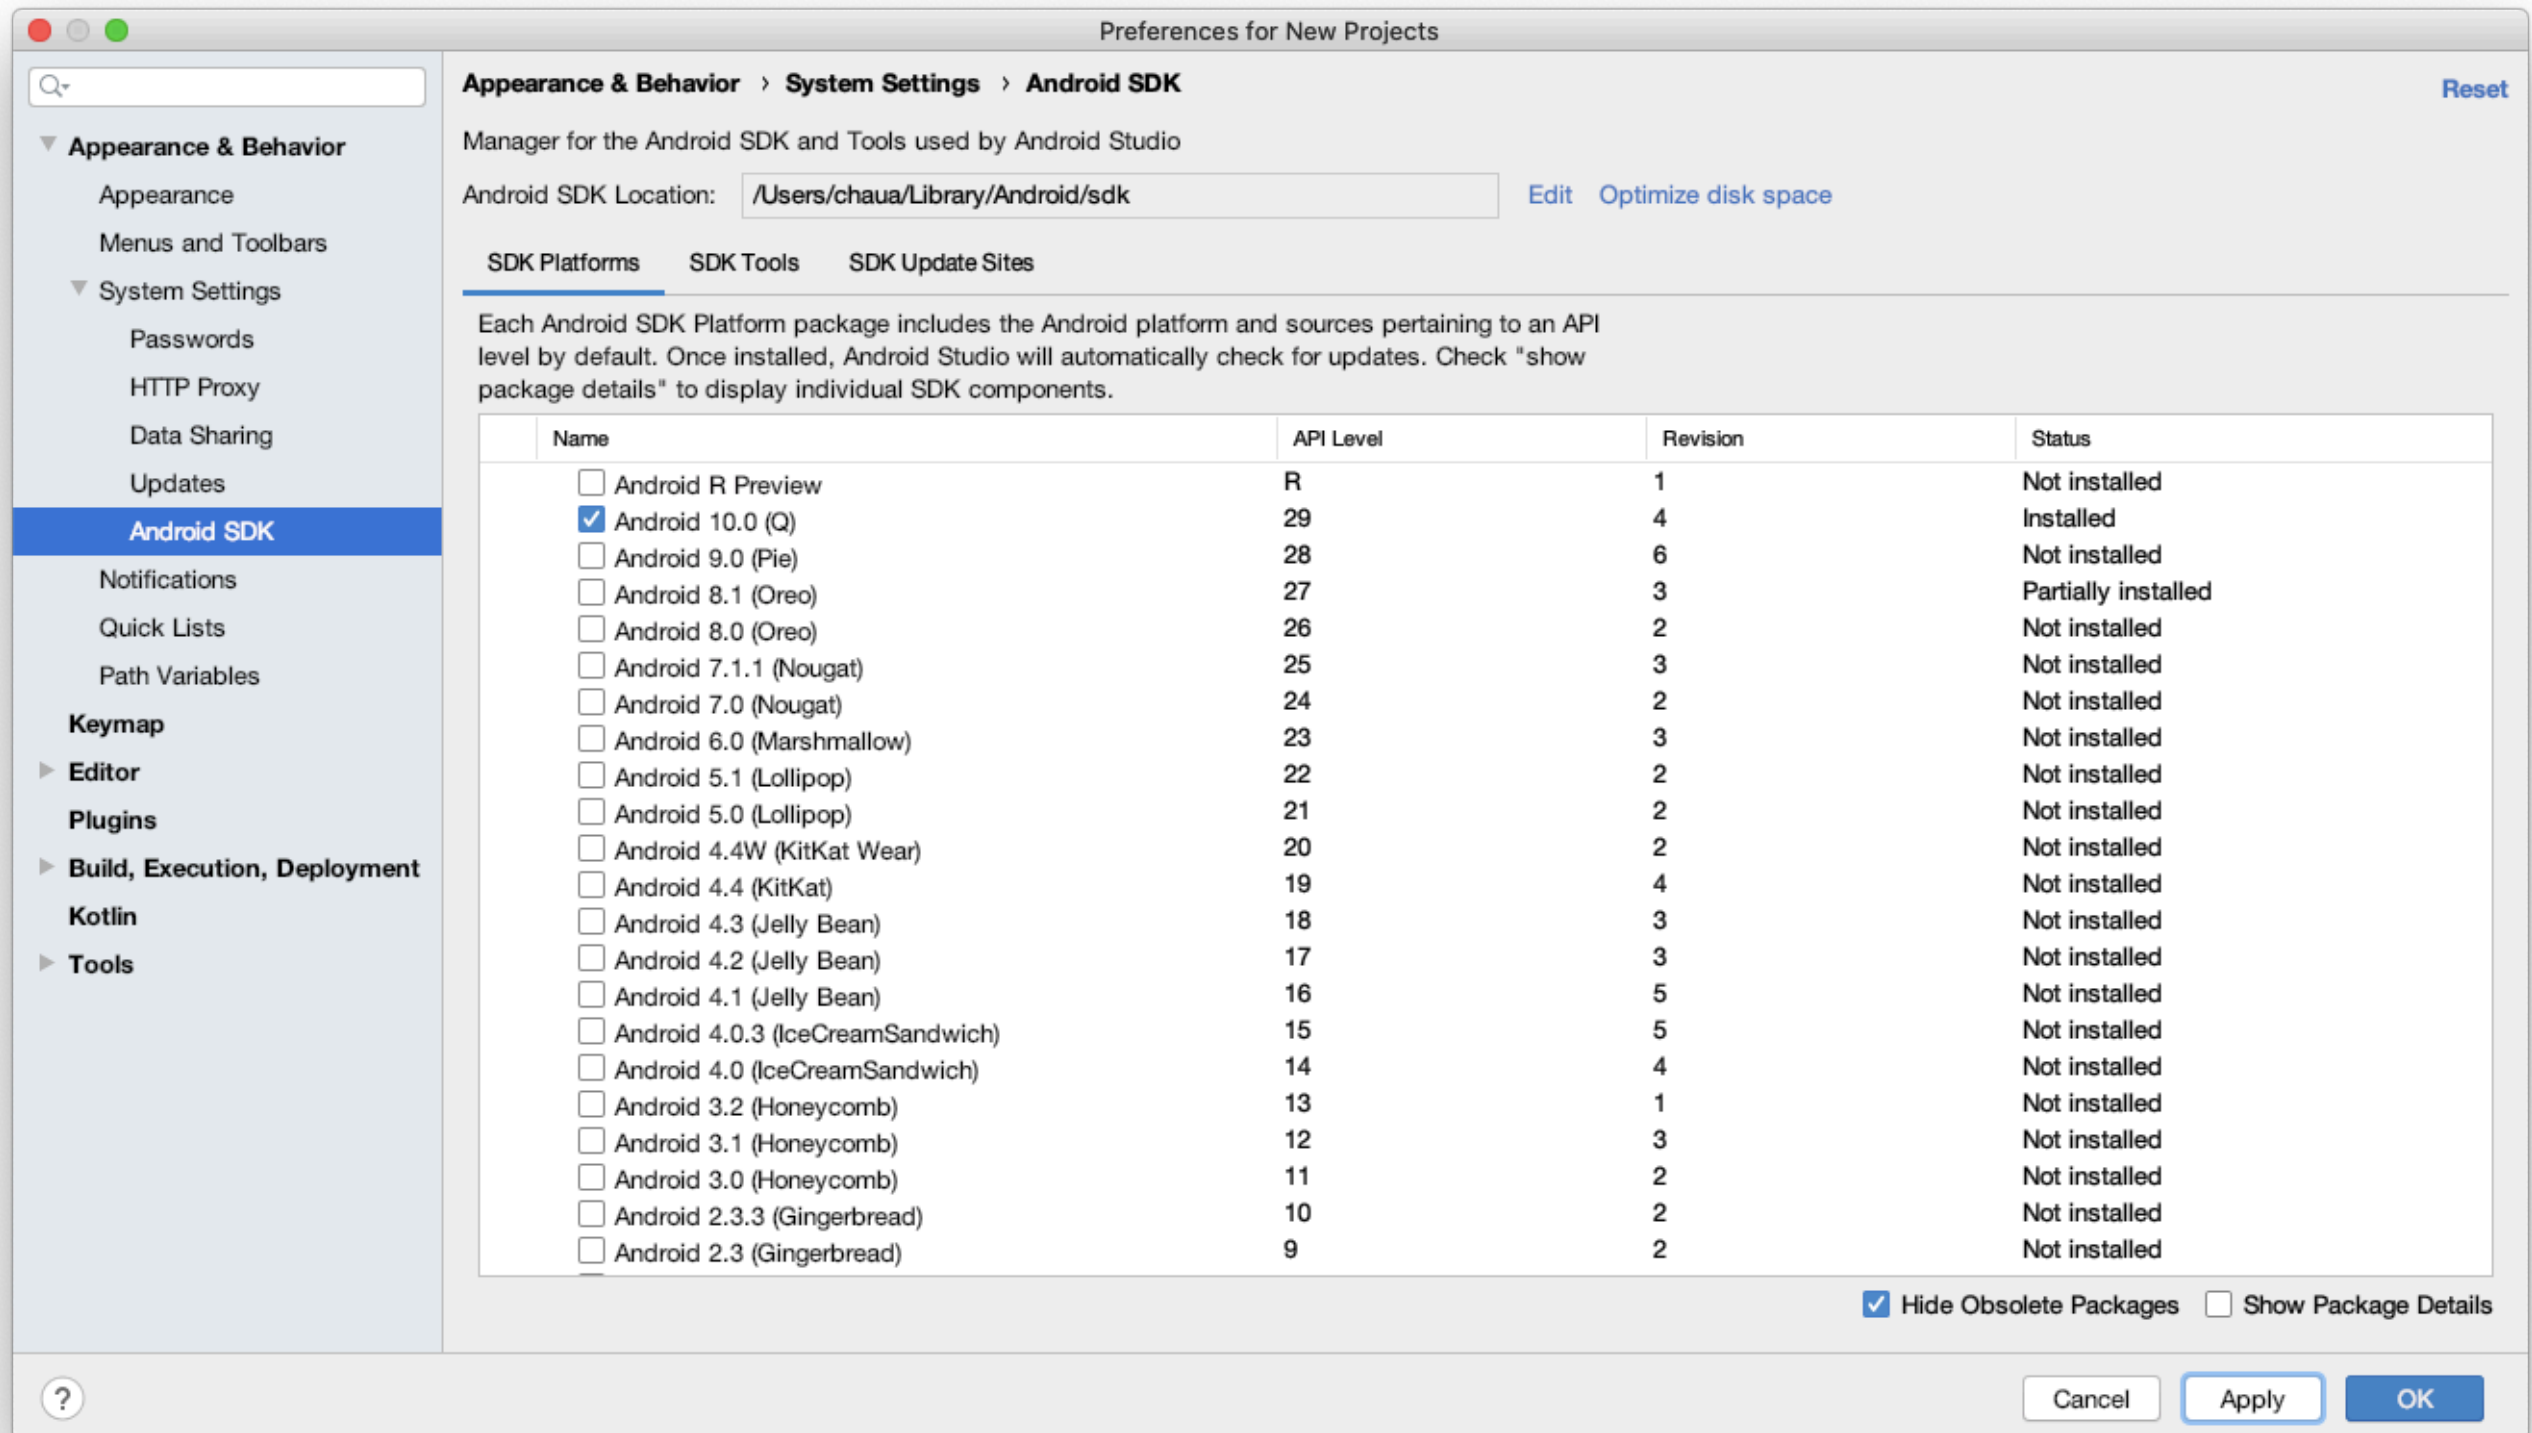 Preferences for New Projects
Appearance & Behavior
Appearance
Menus and Toolbars
System Settings
Passwords
HTTP Proxy
Data Sharing
Updates
Android SDK
Notifications
Quick Lists
Path Variables
Keymap
Editor
Plugins
Build, Execution, Deployment
Kotlin
Tools
Appearance & Behavior › System Settings › Android SDK
Reset
Manager for the Android SDK and Tools used by Android Studio
Android SDK Location: /Users/chaua/Library/Android/sdk Edit Optimize disk space
SDK Platforms SDK Tools SDK Update Sites
Each Android SDK Platform package includes the Android platform and sources pertaining to an API
level by default. Once installed, Android Studio will automatically check for updates. Check "show
package details" to display individual SDK components.
Name API Level Revision Status
Android R Preview R 1 Not installed
Android 10.0 (Q) 29 4 Installed
Android 9.0 (Pie) 28 6 Not installed
Android 8.1 (Oreo) 27 3 Partially installed
Android 8.0 (Oreo) 26 2 Not installed
Android 7.1.1 (Nougat) 25 3 Not installed
Android 7.0 (Nougat) 24 2 Not installed
Android 6.0 (Marshmallow) 23 3 Not installed
Android 5.1 (Lollipop) 22 2 Not installed
Android 5.0 (Lollipop) 21 2 Not installed
Android 4.4W (KitKat Wear) 20 2 Not installed
Android 4.4 (KitKat) 19 4 Not installed
Android 4.3 (Jelly Bean) 18 3 Not installed
Android 4.2 (Jelly Bean) 17 3 Not installed
Android 4.1 (Jelly Bean) 16 5 Not installed
Android 4.0.3 (IceCreamSandwich) 15 5 Not installed
Android 4.0 (IceCreamSandwich) 14 4 Not installed
Android 3.2 (Honeycomb) 13 1 Not installed
Android 3.1 (Honeycomb) 12 3 Not installed
Android 3.0 (Honeycomb) 11 2 Not installed
Android 2.3.3 (Gingerbread) 10 2 Not installed
Android 2.3 (Gingerbread) 9 2 Not installed
Hide Obsolete Packages Show Package Details
? Cancel Apply OK